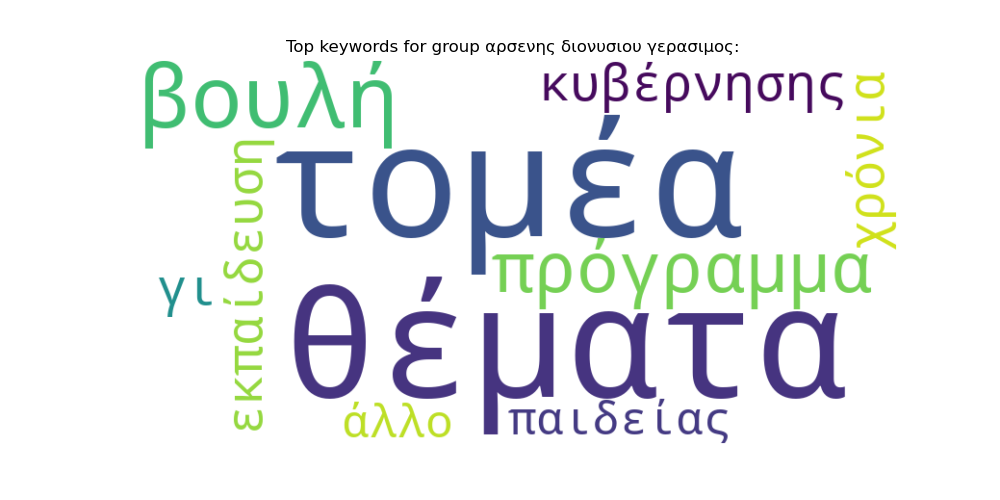 Top keywords for group αρσενης διονυσιου γερασιμος:
βουλή
κυβέρνησης
χρόνια
τομέα
εκπαίδευση
πρόγραμμα
γι
θέματα
άλλο
παιδείας